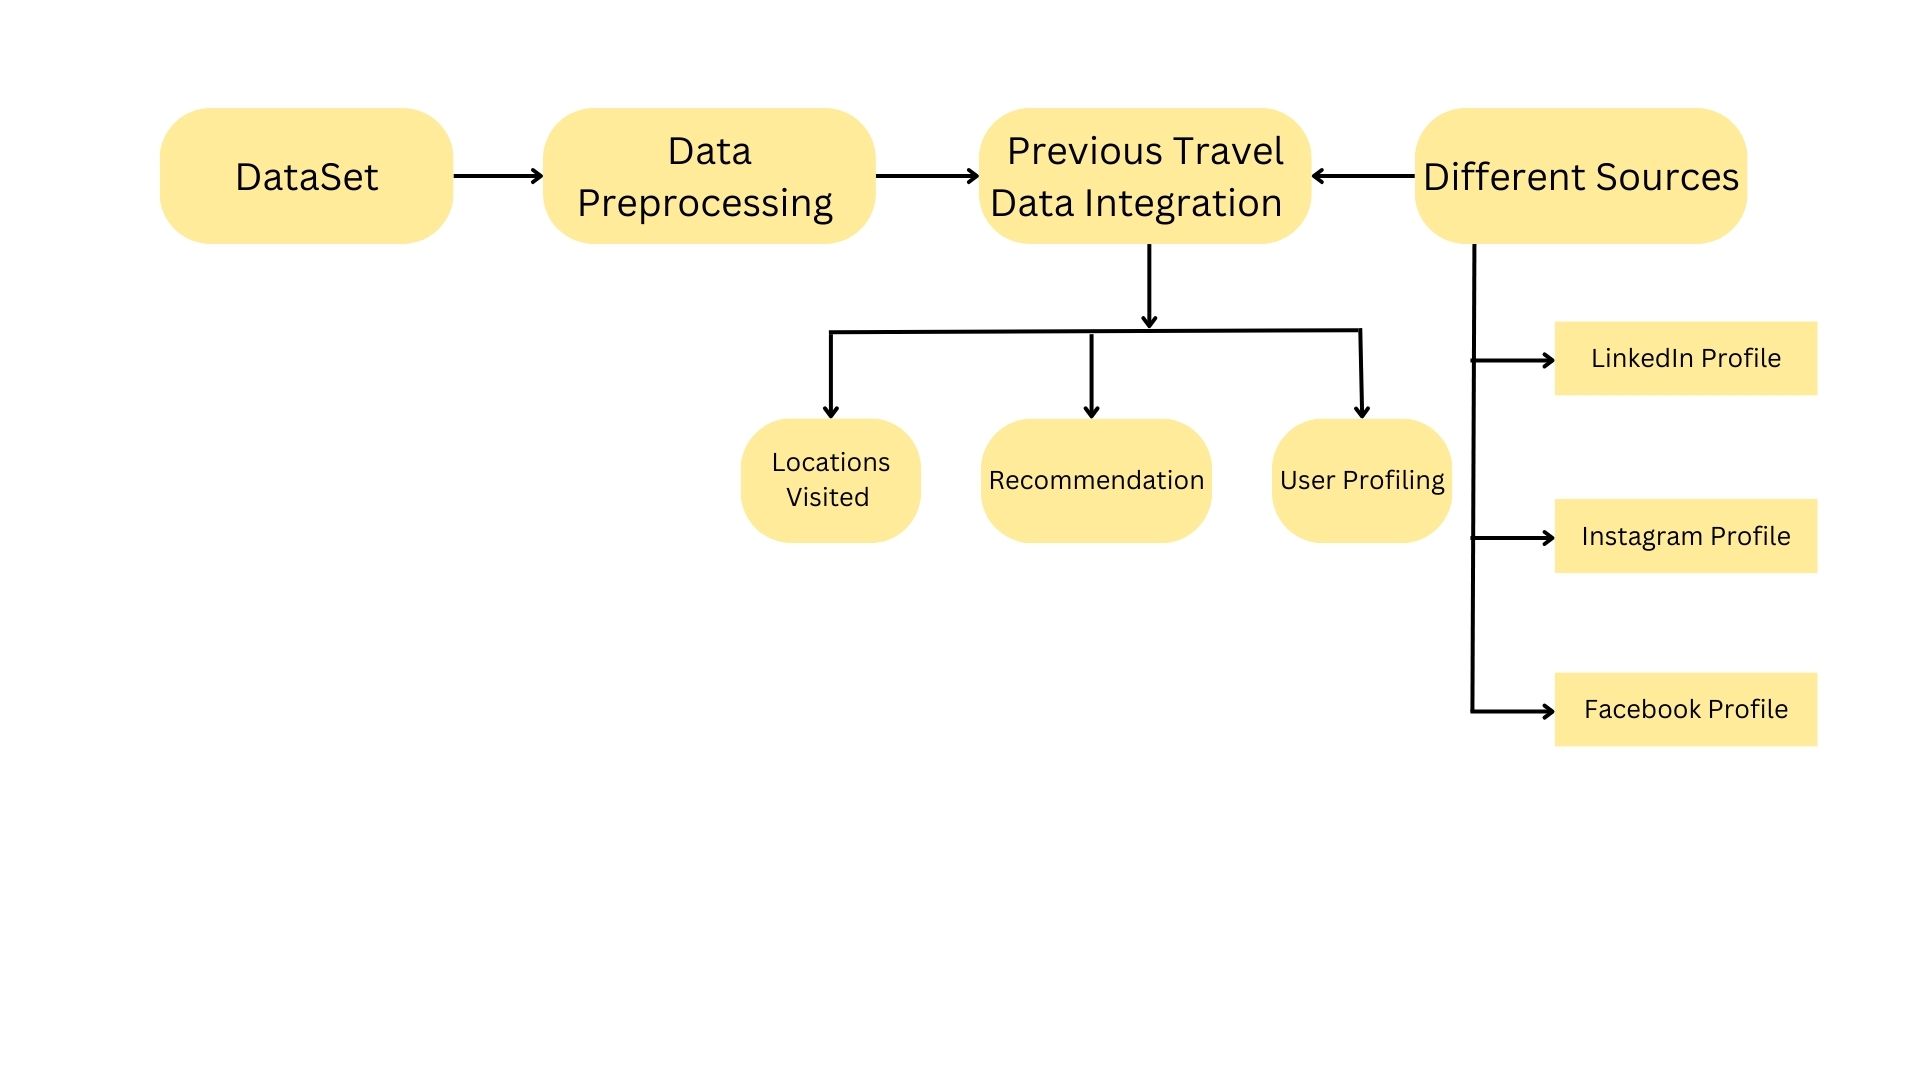 DataSet
Data
Preprocessing
Previous Travel
Data Integration
Different Sources
Locations
Visited
Recommendation
User Profiling
LinkedIn Profile
Instagram Profile
Facebook Profile